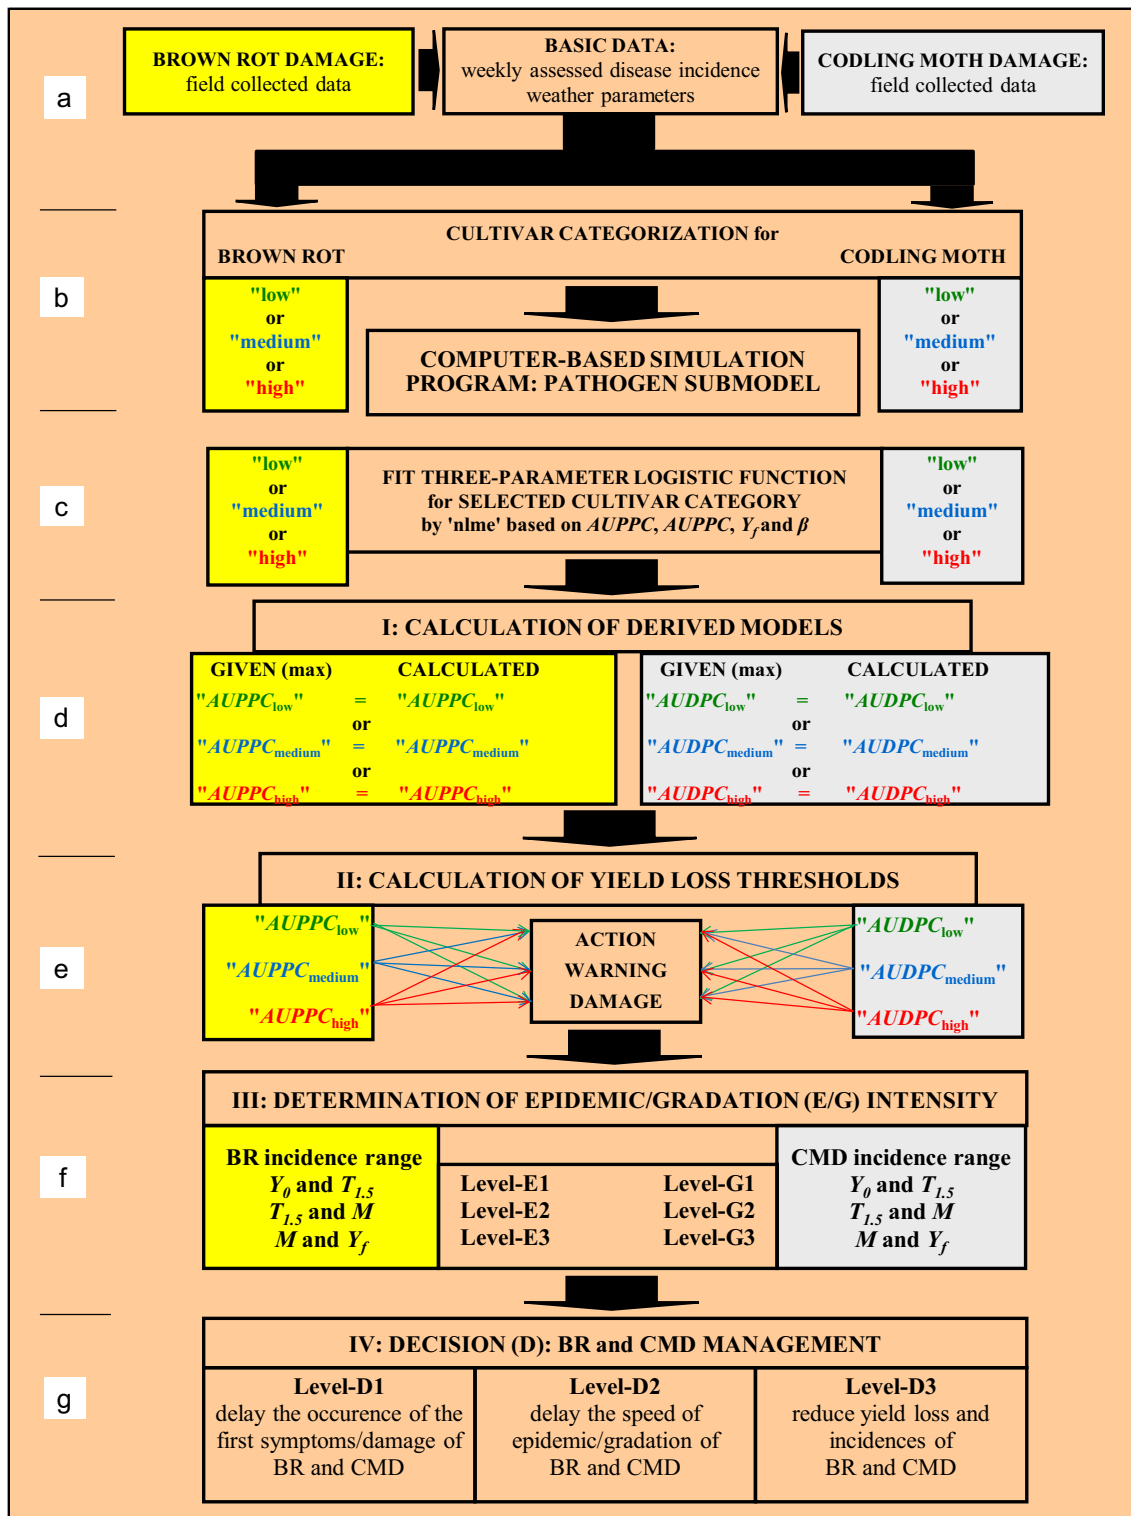 a
BROWN ROT DAMAGE:
field collected data
BASIC DATA:
weekly assessed disease incidence
weather parameters
CODLING MOTH DAMAGE:
field collected data
b
CULTIVAR CATEGORIZATION for
BROWN ROT
CODLING MOTH
"low"
or
"medium"
or
"high"
COMPUTER-BASED SIMULATION
PROGRAM: PATHOGEN SUBMODEL
"low"
or
"medium"
or
"high"
c
"low"
or
"medium"
or
"high"
FIT THREE-PARAMETER LOGISTIC FUNCTION
for SELECTED CULTIVAR CATEGORY
by 'nlme' based on AUPPC, AUPPC, Yf and β
"low"
or
"medium"
or
"high"
d
I: CALCULATION OF DERIVED MODELS
GIVEN (max) CALCULATED
"AUPPClow" = "AUPPClow"
or
"AUPPCmedium" = "AUPPCmedium"
or
"AUPPChigh" = "AUPPChigh"
GIVEN (max) CALCULATED
"AUDPClow" = "AUDPClow"
or
"AUDPCmedium" = "AUDPCmedium"
or
"AUDPChigh" = "AUDPChigh"
e
II: CALCULATION OF YIELD LOSS THRESHOLDS
"AUPPClow"
"AUPPCmedium"
"AUPPChigh"
ACTION
WARNING
DAMAGE
"AUDPClow"
"AUDPCmedium"
"AUDPChigh"
f
III: DETERMINATION OF EPIDEMIC/GRADATION (E/G) INTENSITY
BR incidence range
Y0 and T1.5
T1.5 and M
M and Yf
Level-E1 Level-G1
Level-E2 Level-G2
Level-E3 Level-G3
CMD incidence range
Y0 and T1.5
T1.5 and M
M and Yf
g
IV: DECISION (D): BR and CMD MANAGEMENT
Level-D1
delay the occurence of the
first symptoms/damage of
BR and CMD
Level-D2
delay the speed of
epidemic/gradation of
BR and CMD
Level-D3
reduce yield loss and
incidences of
BR and CMD